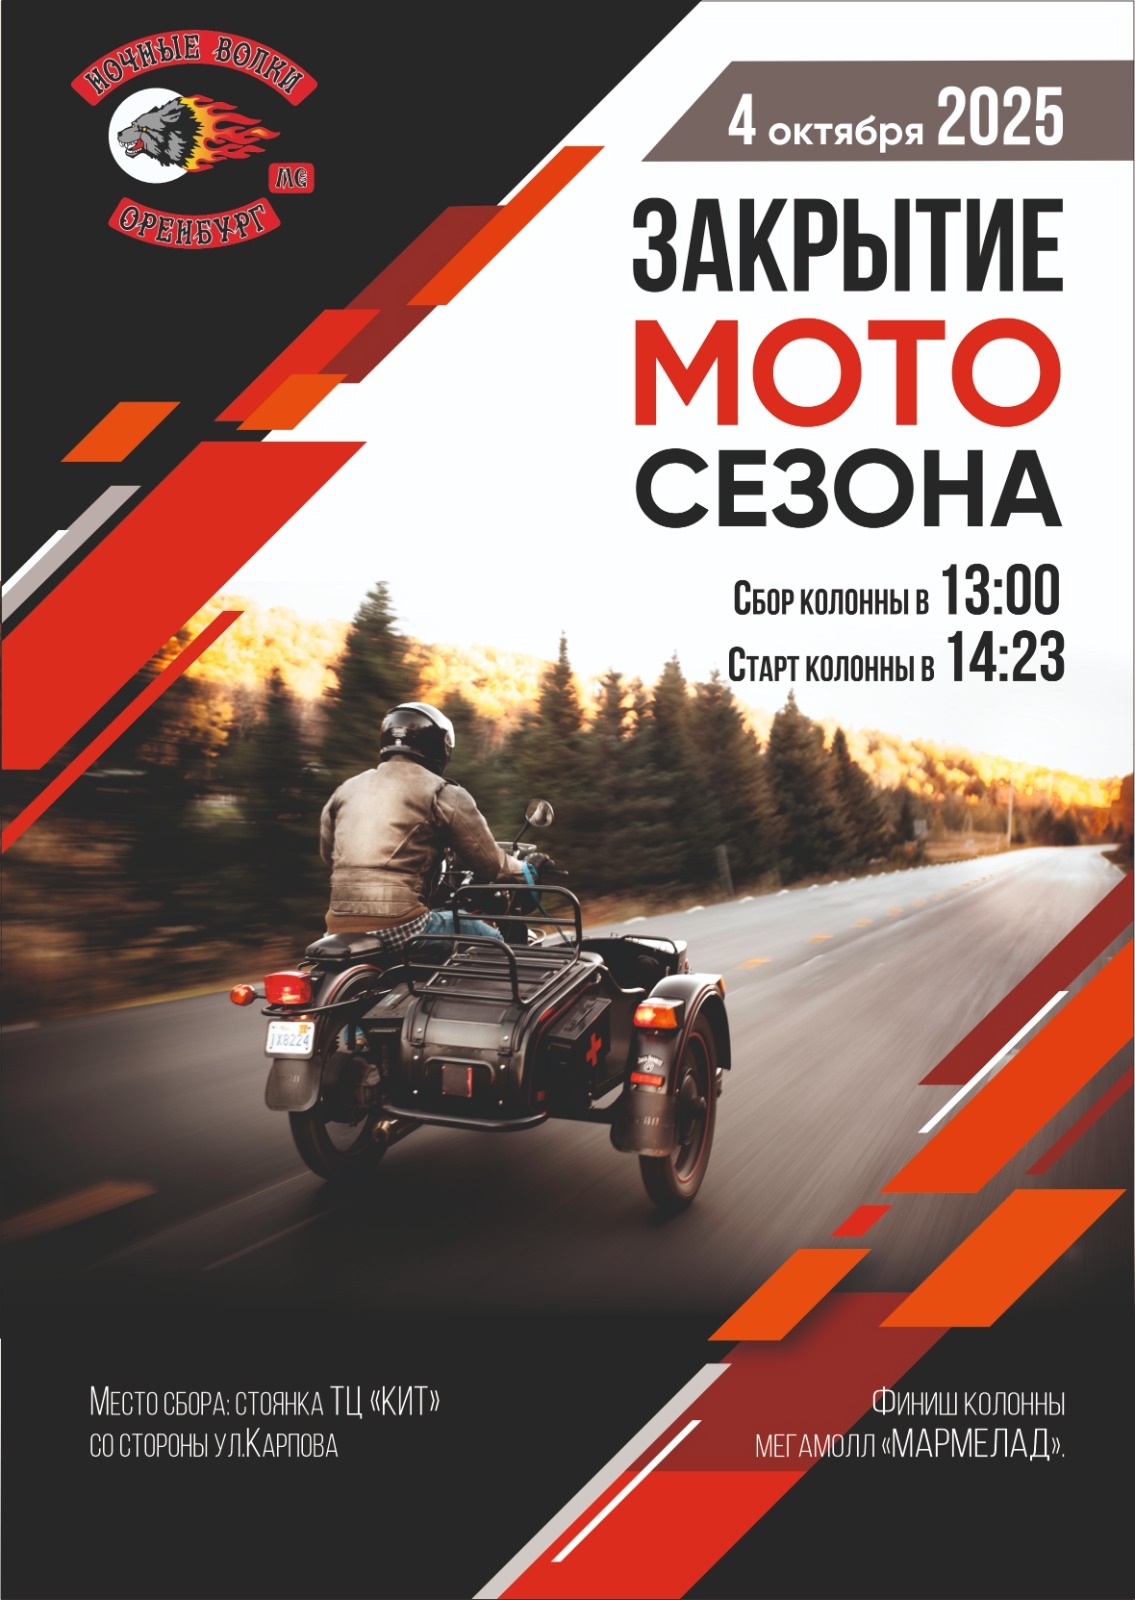 НОЧНЫЕ ВОЛКИ
МС
ОРЕНБУРГ
4 октября 2025
ЗАКРЫТИЕ
МОТО
СЕЗОНА
Сбор колонны в 13:00
Старт колонны в 14:23
JX8224
Место сбора: стоянка ТЦ «КИТ»
со стороны ул.Карпова
Финиш колонны
мегамолл «МАРМЕЛАД».